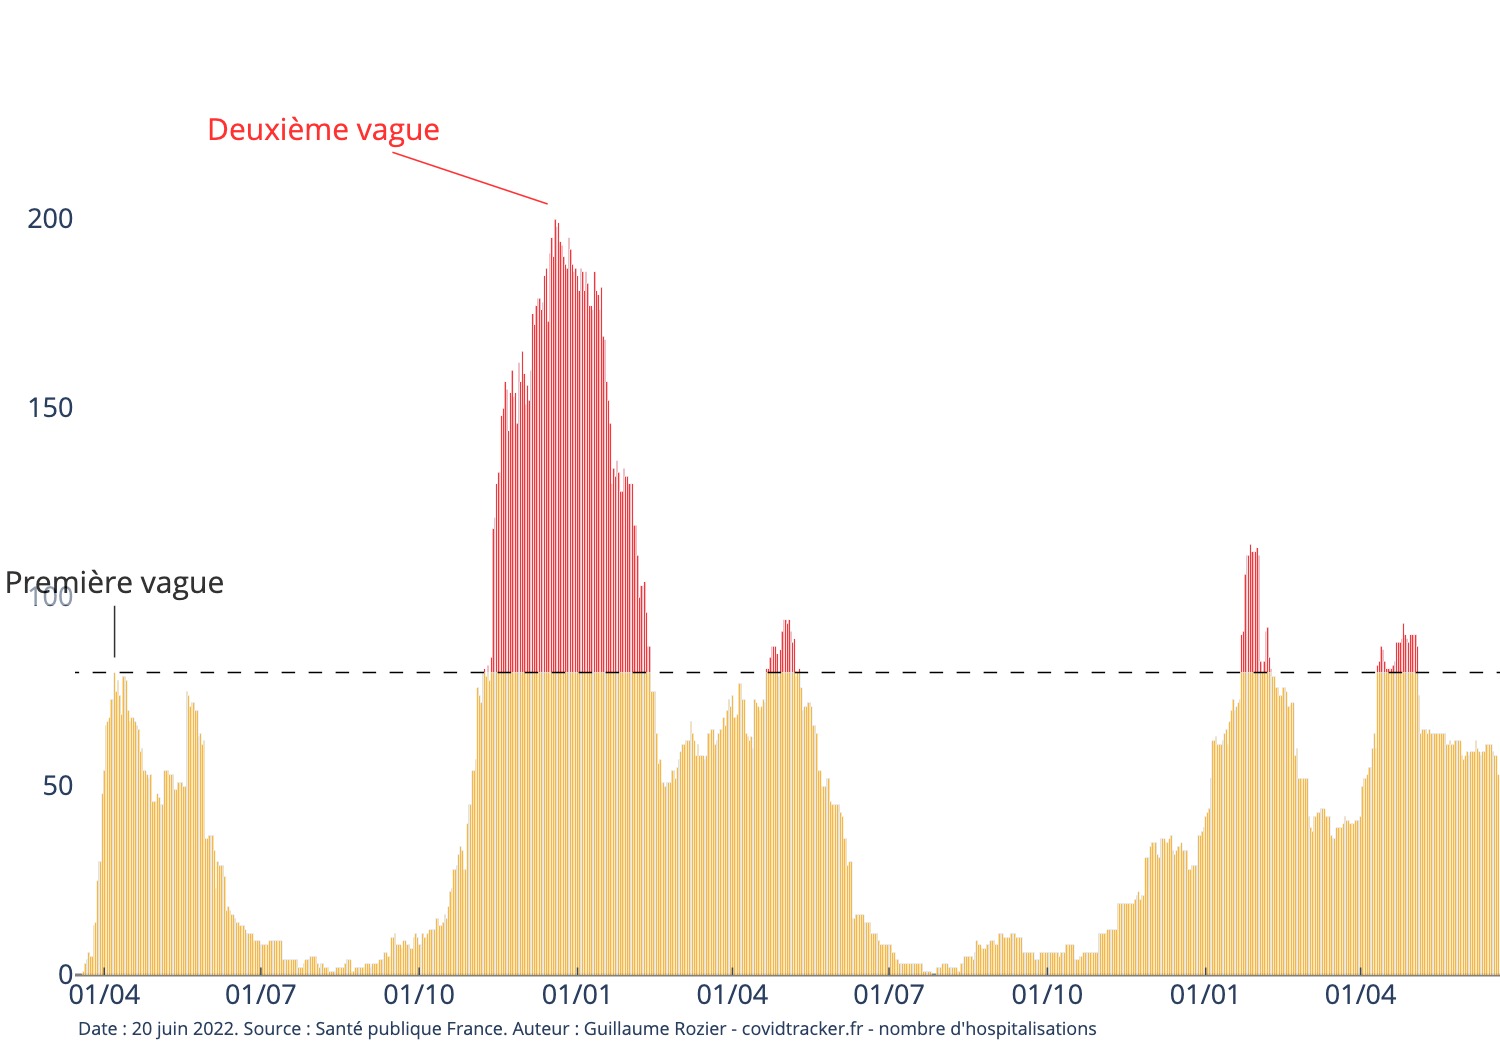 Deuxième vague
200
150
Première vague
100
50
0
01/04 01/07 01/10 01/01 01/04 01/07 01/10 01/01 01/04
Date : 20 juin 2022. Source : Santé publique France. Auteur : Guillaume Rozier - covidtracker.fr - nombre d'hospitalisations